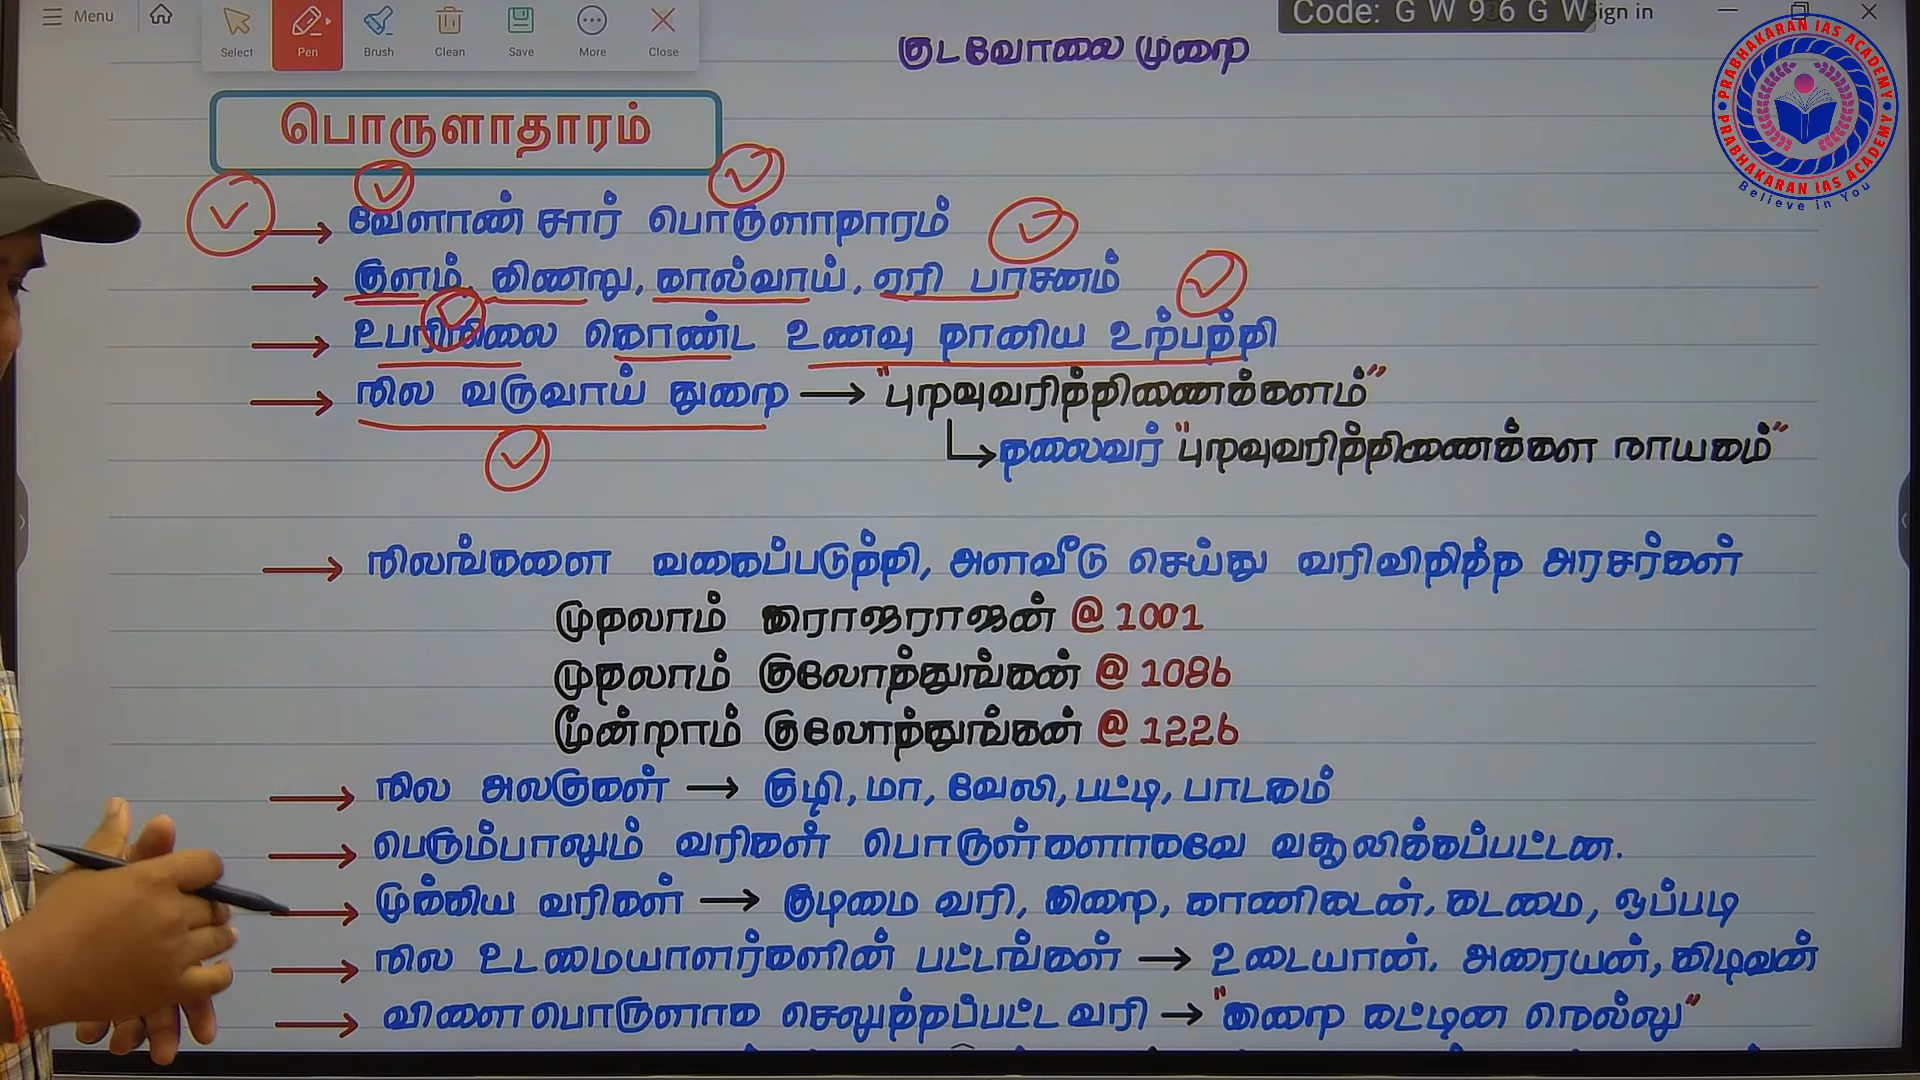 Menu
Select
Pen
Brush
Clean
Save
More
Close
Code: G W 9 6 G W
Sign in
PRABHAKARAN IAS ACADEMY
PRABHAKARAN IAS ACADEMY
Believe in You
குடவோலை முறை
பொருளாதாரம்
வேளாண் சார் பொருளாதாரம்
குளம், கிணறு, கால்வாய், ஏரி பாசனம்
உபரிநிலை கொண்ட உணவு தானிய உற்பத்தி
நில வருவாய் துறை → "புரவுவரித்திணைக்களம்"
தலைவர் "புரவுவரித்திணைக்கள நாயகம்"
நிலங்களை வகைப்படுத்தி, அளவீடு செய்து வரிவிதித்த அரசர்கள்
முதலாம் இராஜராஜன் @ 1001
முதலாம் குலோத்துங்கன் @ 1086
மூன்றாம் குலோத்துங்கன் @ 1226
நில அலகுகள் → குழி, மா, வேலி, பட்டி, பாடகம்
பெரும்பாலும் வரிகள் பொருள்களாகவே வசூலிக்கப்பட்டன.
முக்கிய வரிகள் → குடிமை வரி, இறை, காணிகடன், கடமை, ஒப்படி
நில உடமையாளர்களின் பட்டங்கள் → உடையான். அரையன், கிடிவன்
விளைபொருளாக செலுத்தப்பட்ட வரி → "இறை கட்டின நெல்லு"